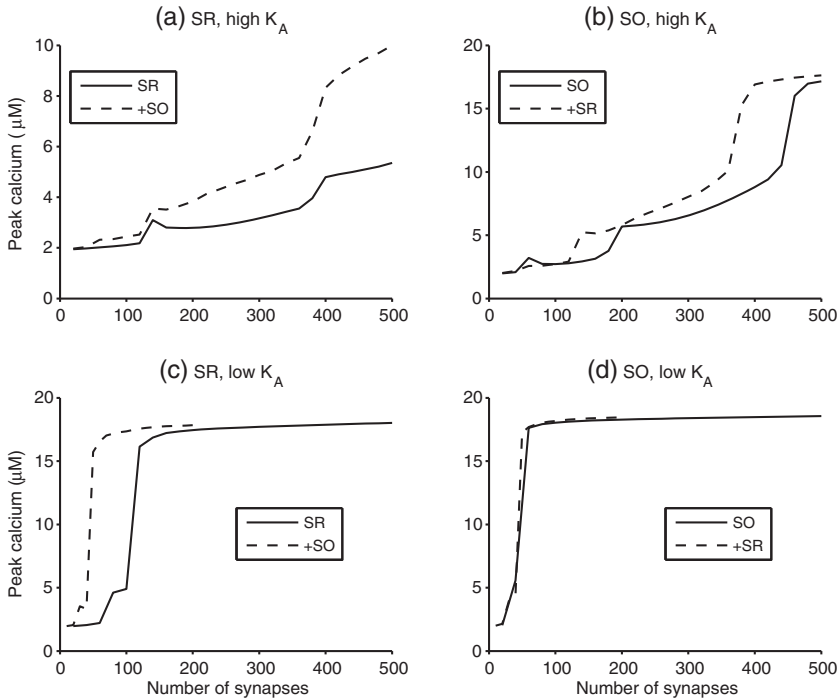 (a) SR, high K_A
Peak calcium ( μM)
10
8
6
4
2
0
SR
+SO
0 100 200 300 400 500
(b) SO, high K_A
20
15
10
5
0
SO
+SR
0 100 200 300 400 500
(c) SR, low K_A
Peak calcium (μM)
20
15
10
5
0
SR
+SO
0 100 200 300 400 500
Number of synapses
(d) SO, low K_A
20
15
10
5
0
SO
+SR
0 100 200 300 400 500
Number of synapses